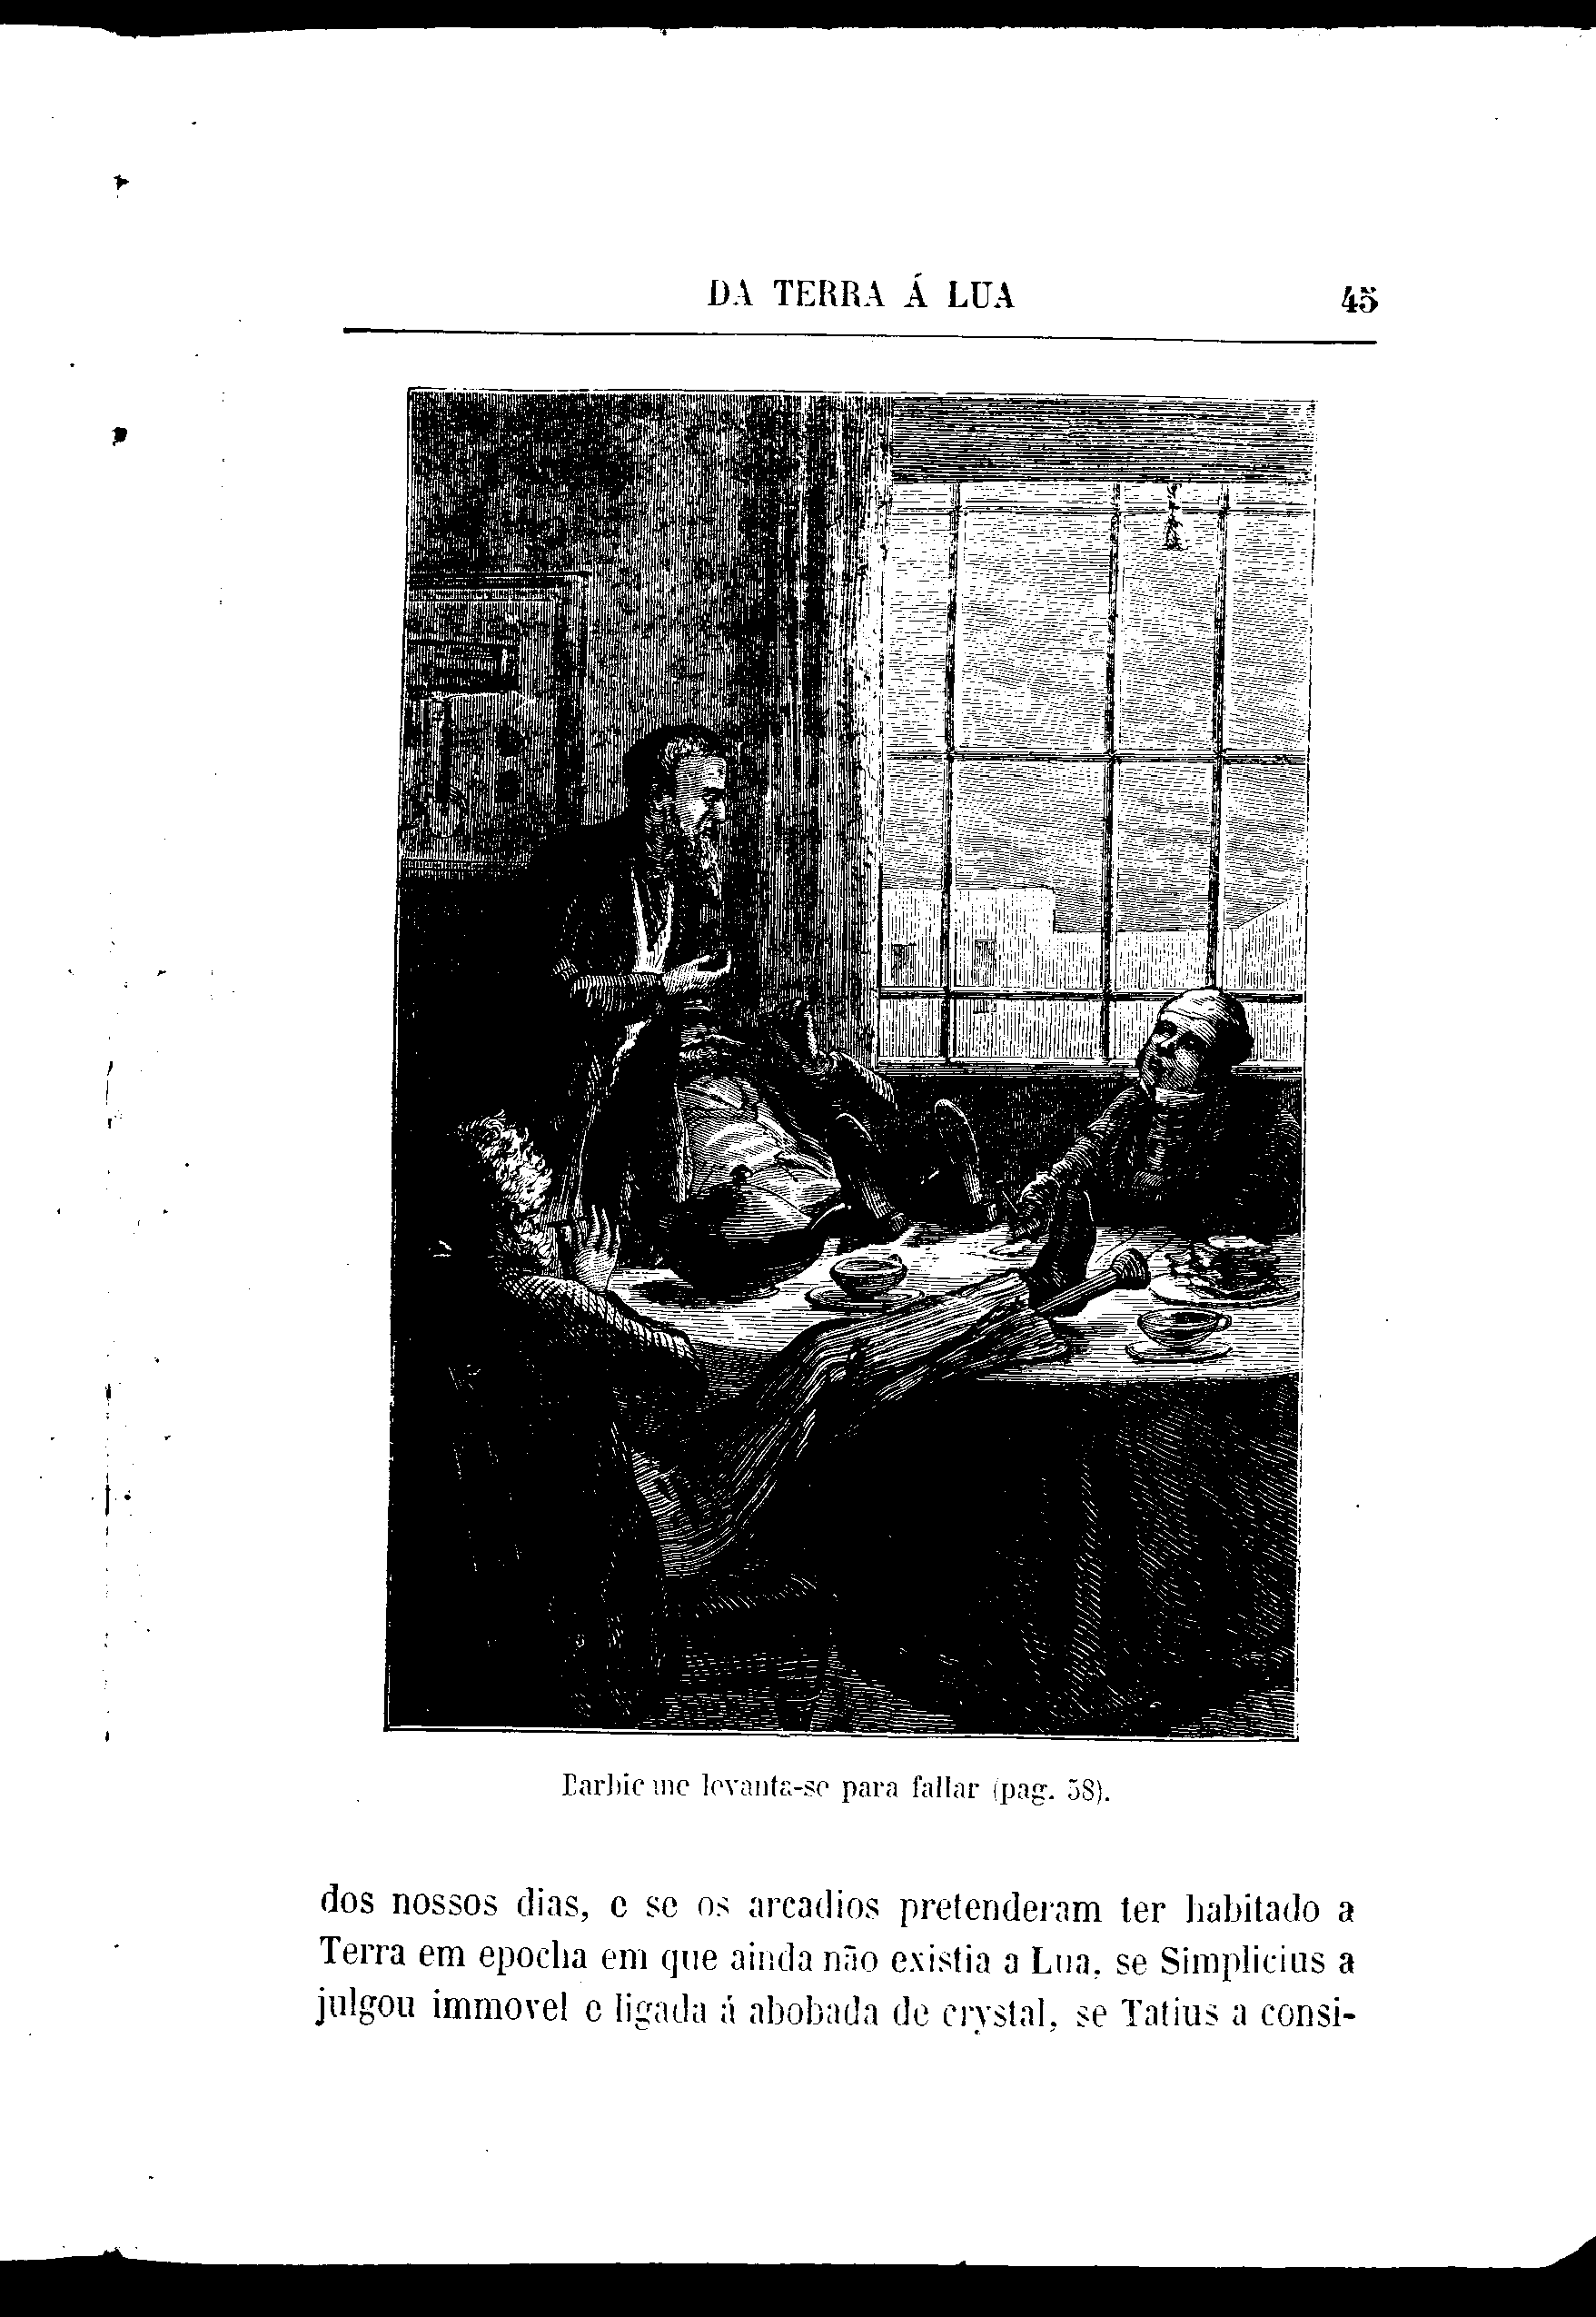 DA TERRA Á LUA 45
Barbicane levanta-se para fallar (pag. 58).
dos nossos dias, e se os arcadios pretenderam ter habitado a
Terra em epocha em que ainda não existia a Lua, se Simplicius a
julgou immovel e ligada á abobada de crystal, se Tatius a consi-